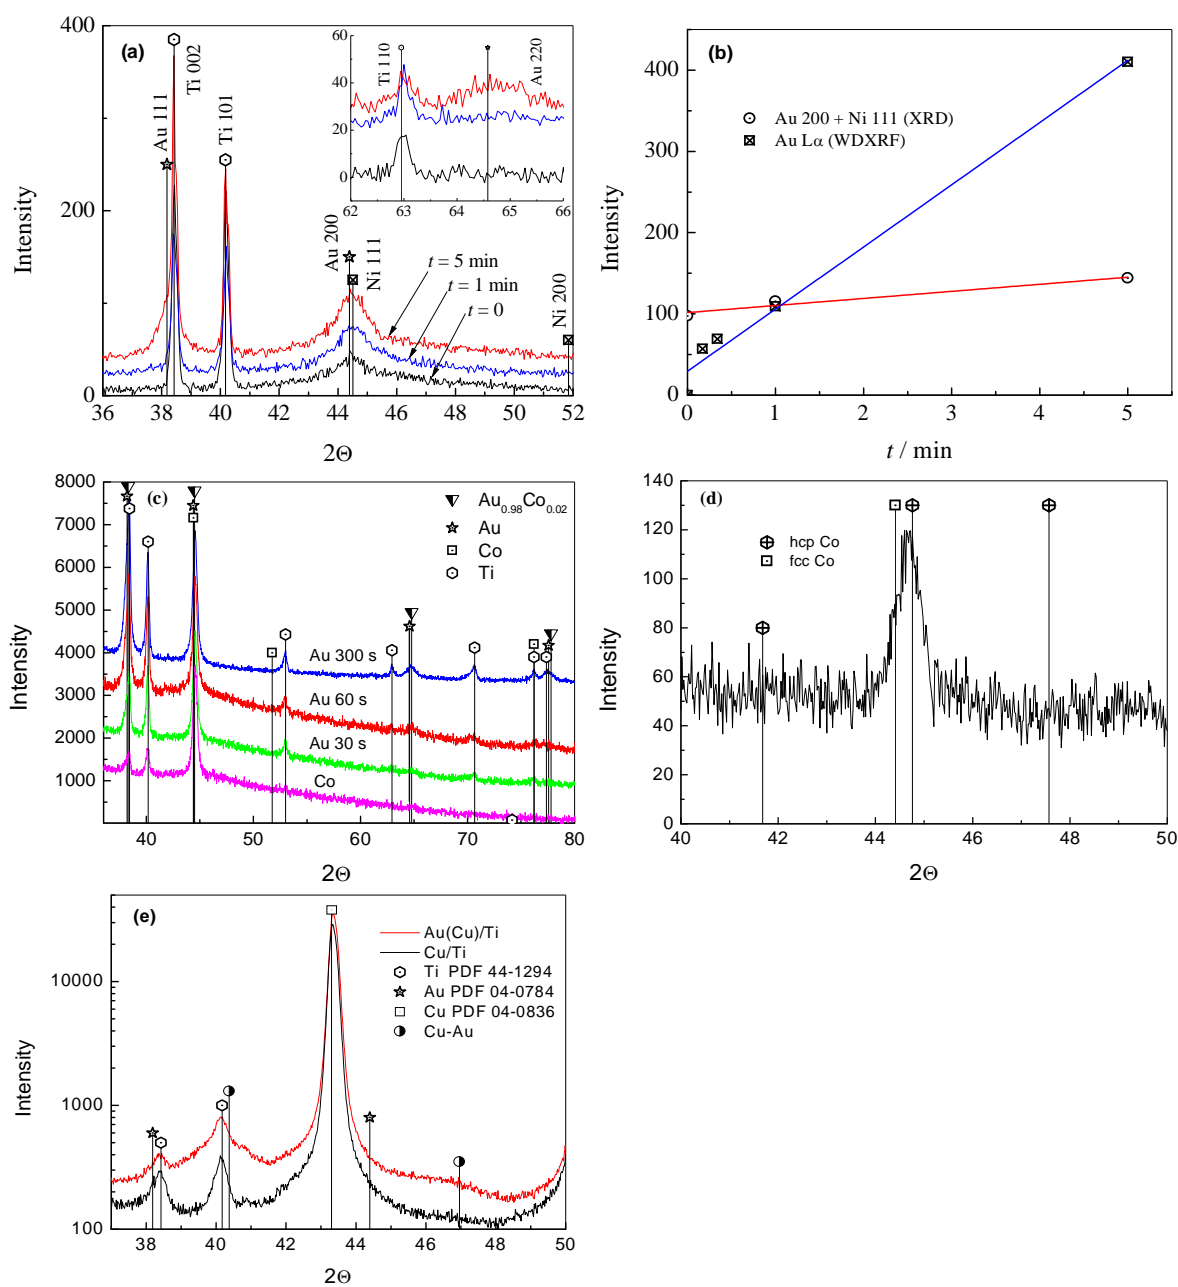 (a)
400
200
0
Intensity
36 38 40 42 44 46 48 50 52
2Θ
Au 111
Ti 002
Ti 101
Au 200
Ni 111
Ni 200
t = 5 min
t = 1 min
t = 0
60
40
20
0
62 63 64 65 66
Ti 110
Au 220
(b)
400
300
200
100
0
Intensity
0 1 2 3 4 5
t / min
Au 200 + Ni 111 (XRD)
Au Lα (WDXRF)
(c)
8000
7000
6000
5000
4000
3000
2000
1000
Intensity
40 50 60 70 80
2Θ
Au0.98Co0.02
Au
Co
Ti
Au 300 s
Au 60 s
Au 30 s
Co
(d)
140
120
100
80
60
40
20
0
Intensity
40 42 44 46 48 50
2Θ
hcp Co
fcc Co
(e)
10000
1000
100
Intensity
38 40 42 44 46 48 50
2Θ
Au(Cu)/Ti
Cu/Ti
Ti PDF 44-1294
Au PDF 04-0784
Cu PDF 04-0836
Cu-Au